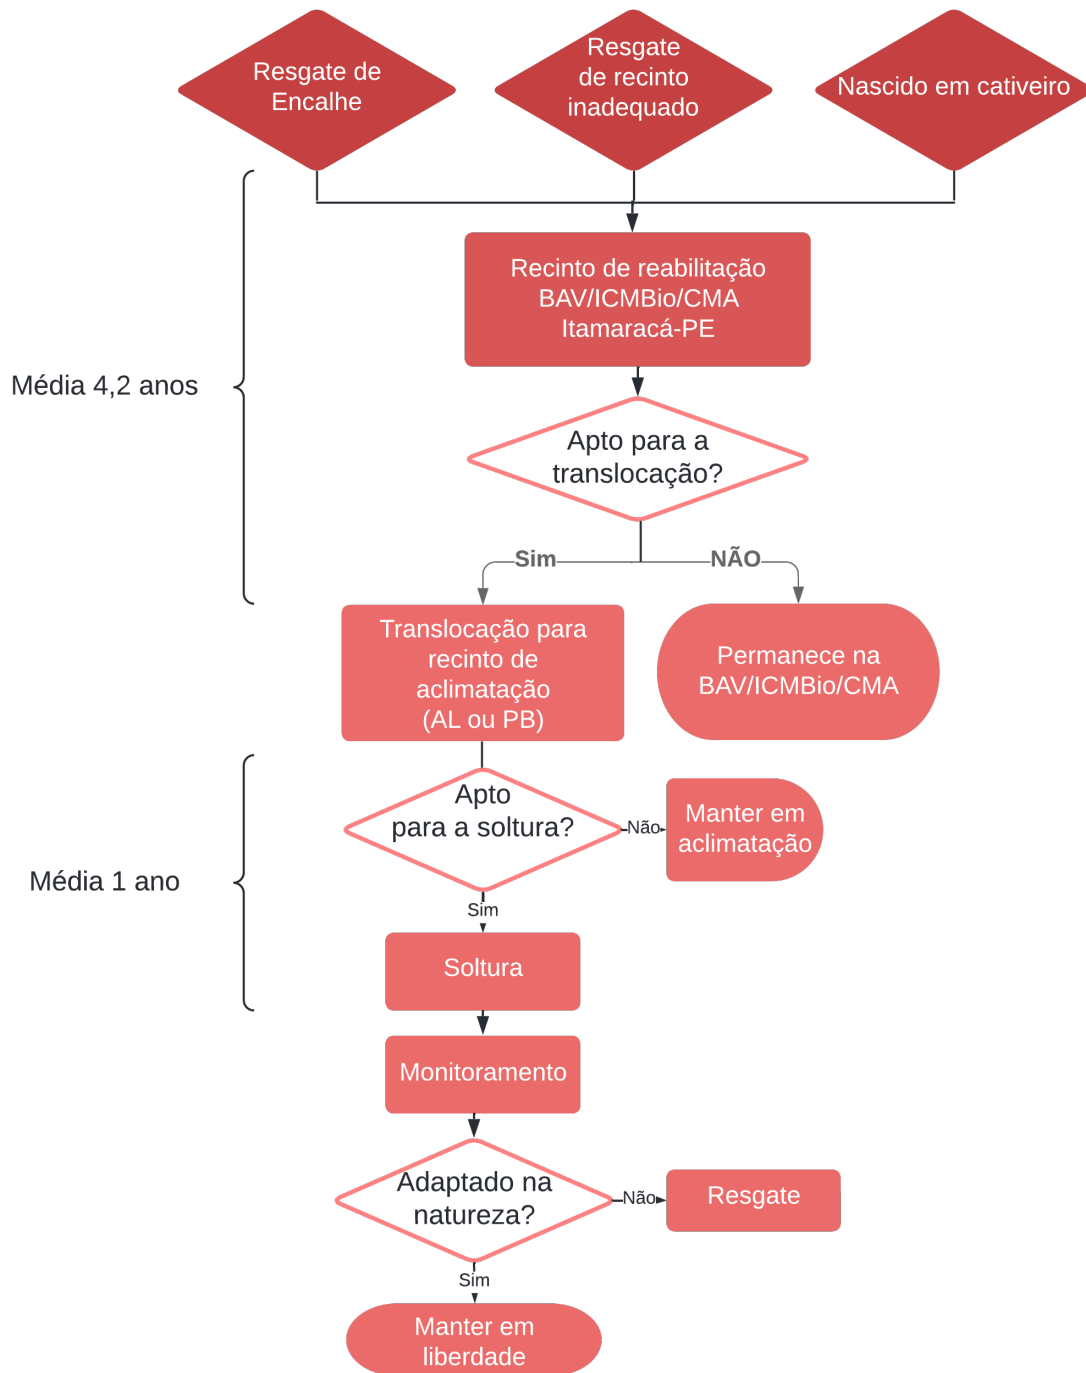 Resgate de
Encalhe
Resgate
de recinto
inadequado
Nascido em cativeiro
Recinto de reabilitação
BAV/ICMBio/CMA
Itamaracá-PE
Média 4,2 anos
Apto para a
translocação?
Sim
NÃO
Translocação para
recinto de
aclimatação
(AL ou PB)
Permanece na
BAV/ICMBio/CMA
Apto
para a soltura?
Não
Manter em
aclimatação
Média 1 ano
Sim
Soltura
Monitoramento
Adaptado na
natureza?
Não
Resgate
Sim
Manter em
liberdade